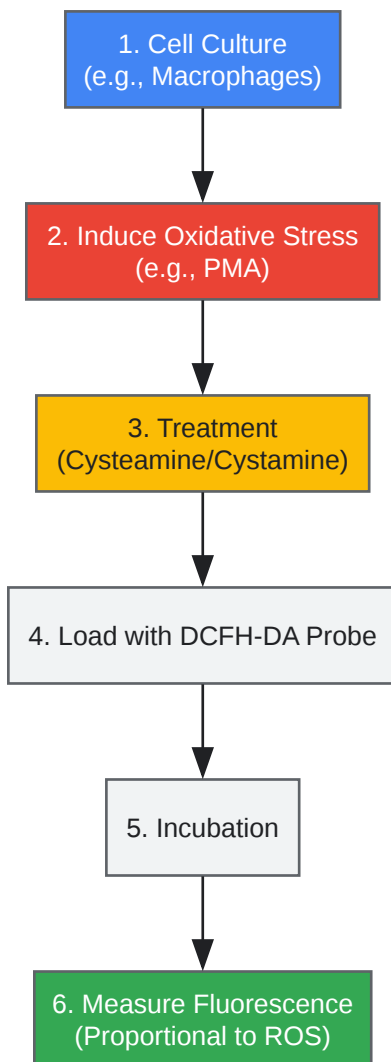 1. Cell Culture
(e.g., Macrophages)
2. Induce Oxidative Stress
(e.g., PMA)
3. Treatment
(Cysteamine/Cystamine)
4. Load with DCFH-DA Probe
5. Incubation
6. Measure Fluorescence
(Proportional to ROS)